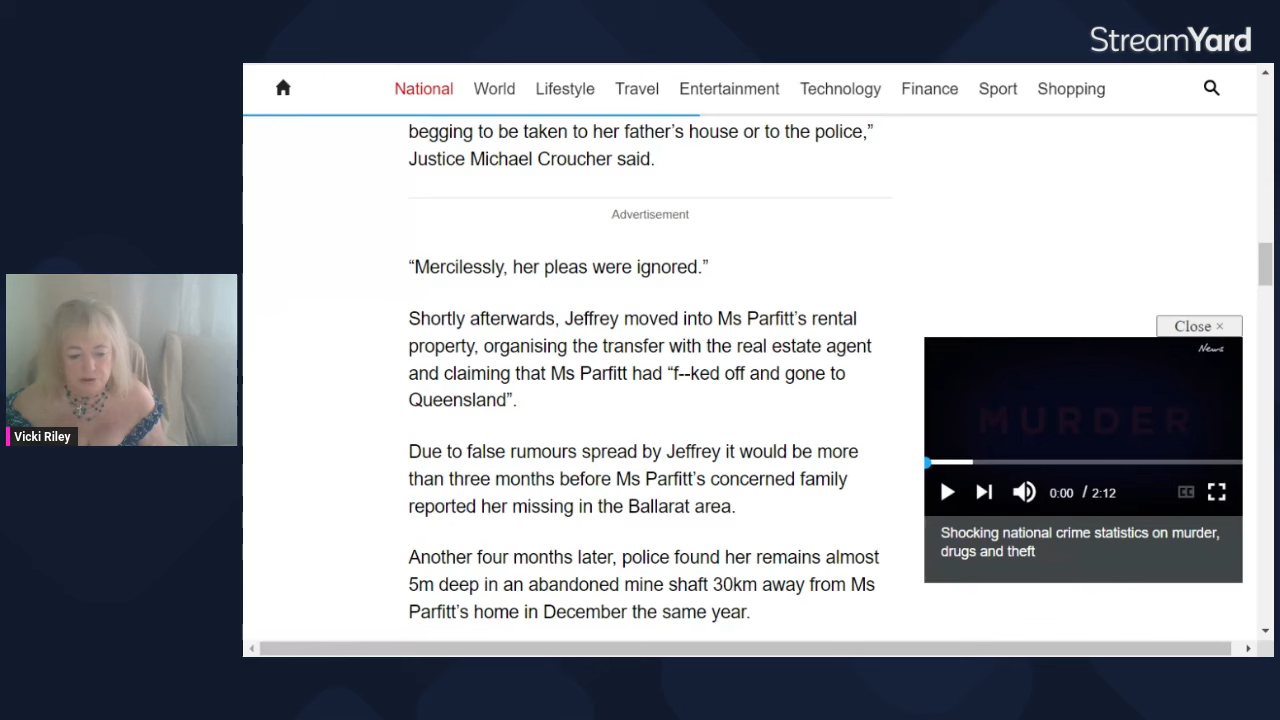 StreamYard
National World Lifestyle Travel Entertainment Technology Finance Sport Shopping
begging to be taken to her father’s house or to the police,”
Justice Michael Croucher said.
Advertisement
“Mercilessly, her pleas were ignored.”
Shortly afterwards, Jeffrey moved into Ms Parfitt’s rental
property, organising the transfer with the real estate agent
and claiming that Ms Parfitt had “f--ked off and gone to
Queensland”.
Due to false rumours spread by Jeffrey it would be more
than three months before Ms Parfitt’s concerned family
reported her missing in the Ballarat area.
Another four months later, police found her remains almost
5m deep in an abandoned mine shaft 30km away from Ms
Parfitt’s home in December the same year.
Close ×
News
MURDER
0:00 / 2:12
CC
Shocking national crime statistics on murder,
drugs and theft
Vicki Riley